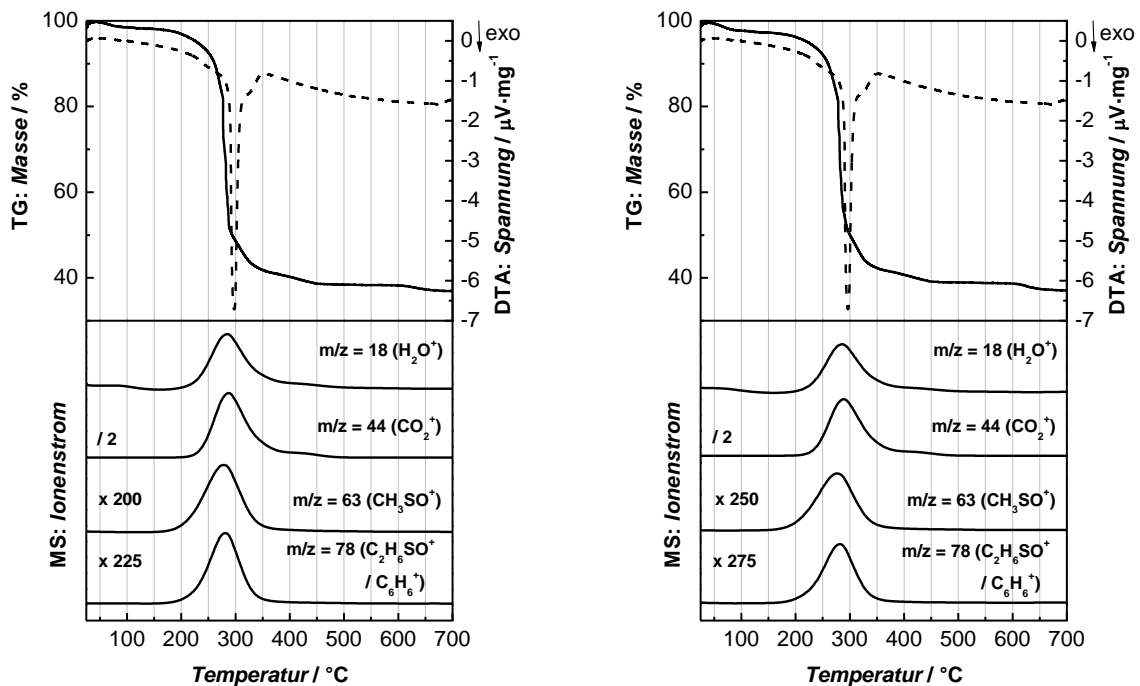 100
80
60
40
TG: Masse / %
0
-1
-2
-3
-4
-5
-6
-7
exo
DTA: Spannung / µV·mg⁻¹
m/z = 18 (H₂O⁺)
/ 2
m/z = 44 (CO₂⁺)
x 200
m/z = 63 (CH₃SO⁺)
x 225
m/z = 78 (C₂H₆SO⁺
/ C₆H₆⁺)
MS: Ionenstrom
100 200 300 400 500 600 700
Temperatur / °C
100
80
60
40
TG: Masse / %
0
-1
-2
-3
-4
-5
-6
-7
exo
DTA: Spannung / µV·mg⁻¹
m/z = 18 (H₂O⁺)
/ 2
m/z = 44 (CO₂⁺)
x 250
m/z = 63 (CH₃SO⁺)
x 275
m/z = 78 (C₂H₆SO⁺
/ C₆H₆⁺)
MS: Ionenstrom
100 200 300 400 500 600 700
Temperatur / °C